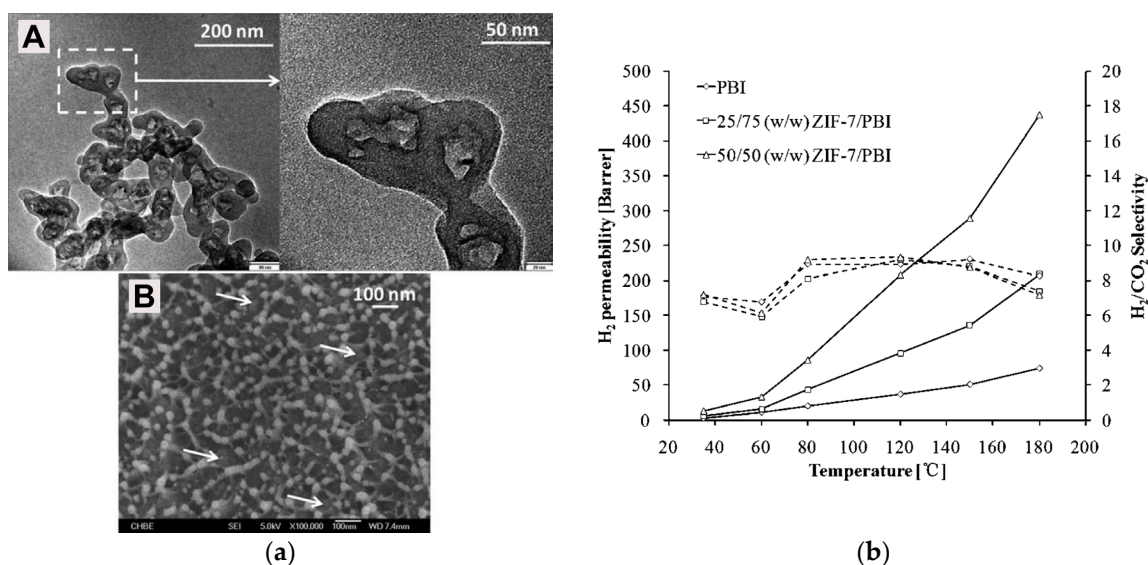 A
200 nm
50 nm
B
100 nm
CHBE SEI 5.0kV X100,000 100nm WD 7.4mm
(a)
H₂ permeability [Barrer]
500
450
400
350
300
250
200
150
100
50
0
PBI
25/75 (w/w) ZIF-7/PBI
50/50 (w/w) ZIF-7/PBI
20
18
16
14
12
10
8
6
4
2
0
H₂/CO₂ Selectivity
20 40 60 80 100 120 140 160 180 200
Temperature [℃]
(b)